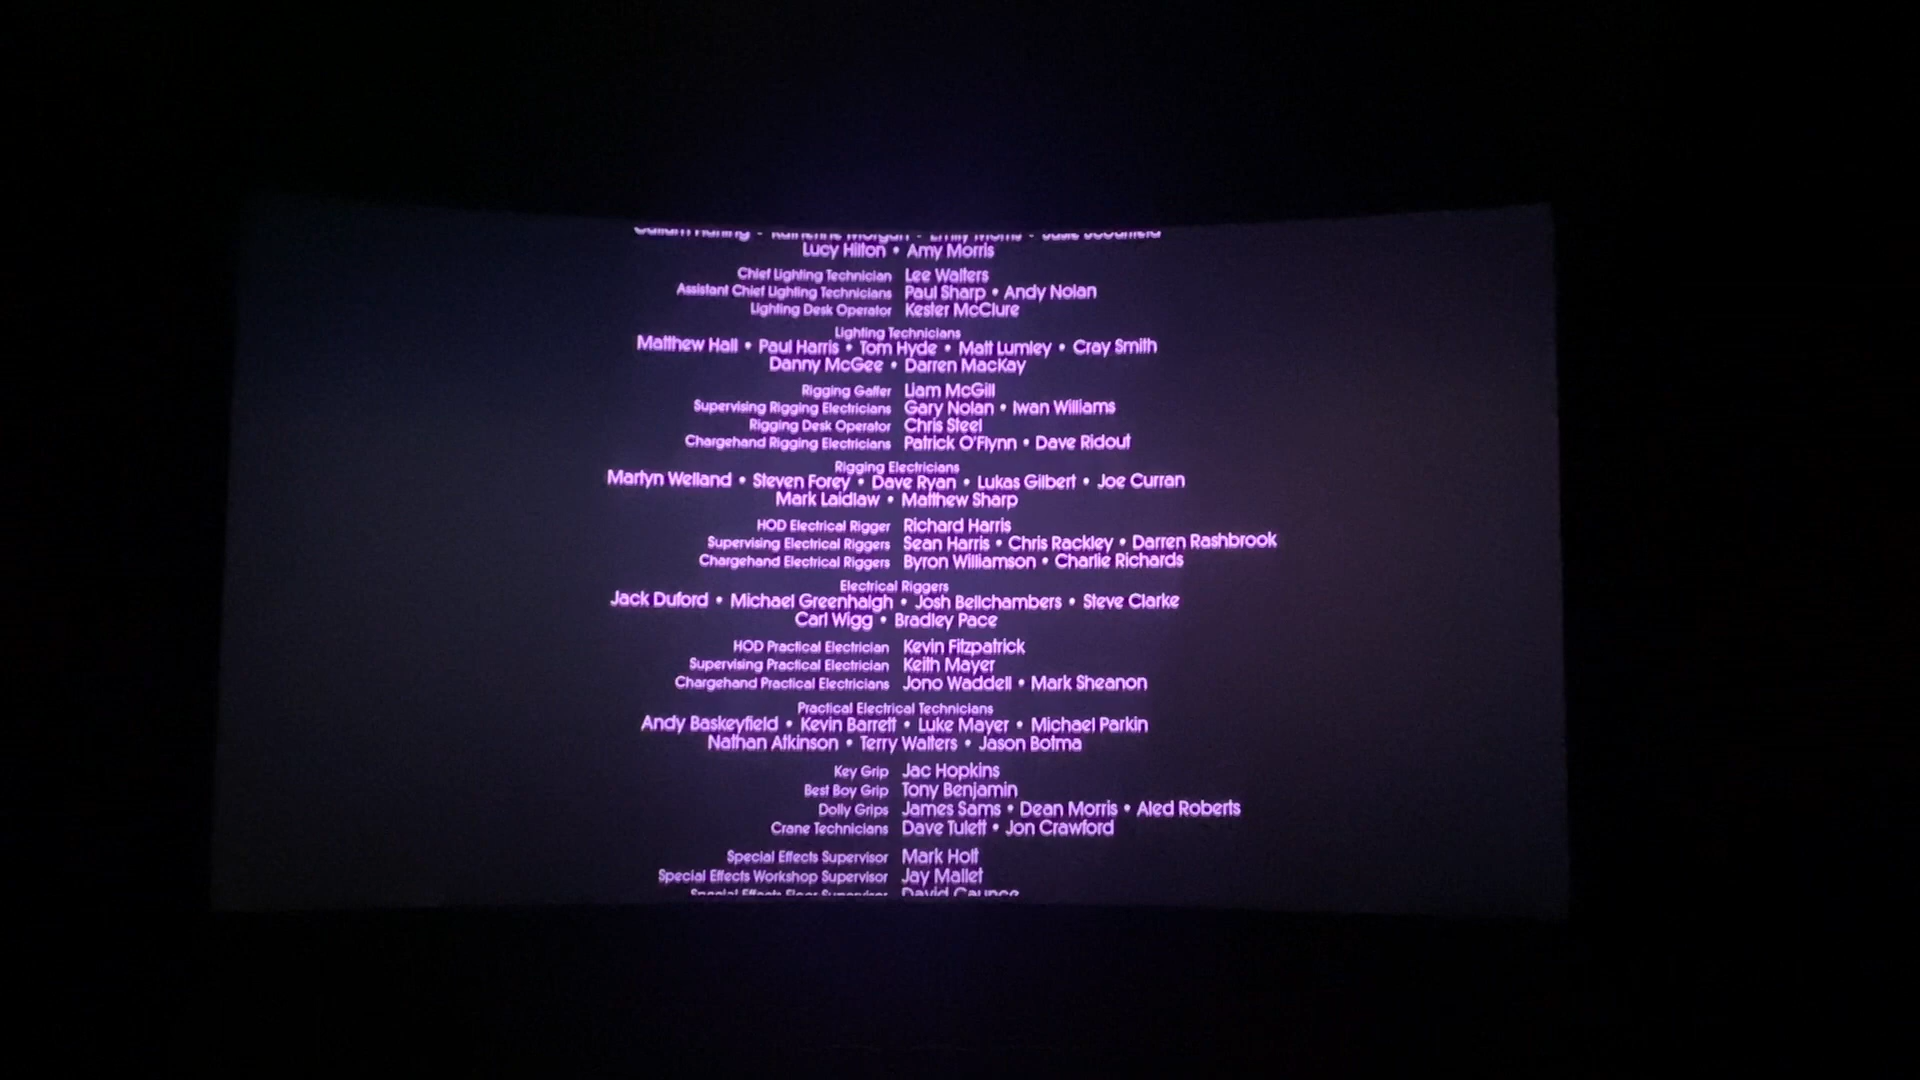 Lucy Hilton • Amy Morris
Chief Lighting Technician Lee Walters
Assistant Chief Lighting Technicians Paul Sharp • Andy Nolan
Lighting Desk Operator Kester McClure
Lighting Technicians
Matthew Hall • Paul Harris • Tom Hyde • Matt Lumley • Cray Smith
Danny McGee • Darren MacKay
Rigging Gaffer Liam McGill
Supervising Rigging Electricians Gary Nolan • Iwan Williams
Rigging Desk Operator Chris Steel
Chargehand Rigging Electricians Patrick O'Flynn • Dave Ridout
Rigging Electricians
Martyn Welland • Steven Forey • Dave Ryan • Lukas Gilbert • Joe Curran
Mark Laidlaw • Matthew Sharp
HOD Electrical Rigger Richard Harris
Supervising Electrical Riggers Sean Harris • Chris Rackley • Darren Rashbrook
Chargehand Electrical Riggers Byron Williamson • Charlie Richards
Electrical Riggers
Jack Duford • Michael Greenhalgh • Josh Bellchambers • Steve Clarke
Carl Wigg • Bradley Pace
HOD Practical Electrician Kevin Fitzpatrick
Supervising Practical Electrician Keith Mayer
Chargehand Practical Electricians Jono Waddell • Mark Sheanon
Practical Electrical Technicians
Andy Baskeyfield • Kevin Barrett • Luke Mayer • Michael Parkin
Nathan Atkinson • Terry Walters • Jason Botma
Key Grip Jac Hopkins
Best Boy Grip Tony Benjamin
Dolly Grips James Sams • Dean Morris • Aled Roberts
Crane Technicians Dave Tulett • Jon Crawford
Special Effects Supervisor Mark Holt
Special Effects Workshop Supervisor Jay Mallet
Special Effects Floor Supervisor David